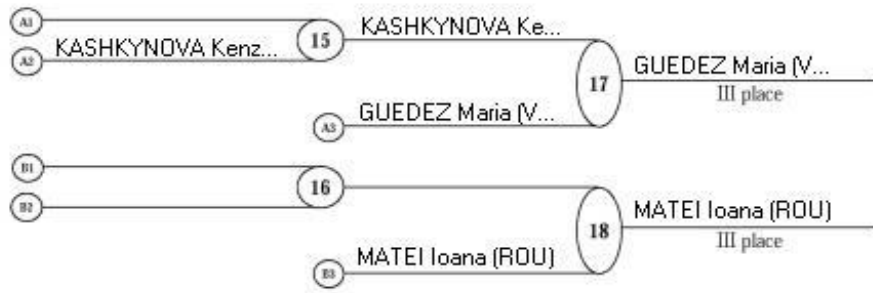 A1
KASHKYNOVA Ke...
15
A2
KASHKYNOVA Kenz...
GUEDEZ Maria (V...
17
III place
GUEDEZ Maria (V...
A3
B1
16
B2
MATEI Ioana (ROU)
18
III place
MATEI Ioana (ROU)
B3